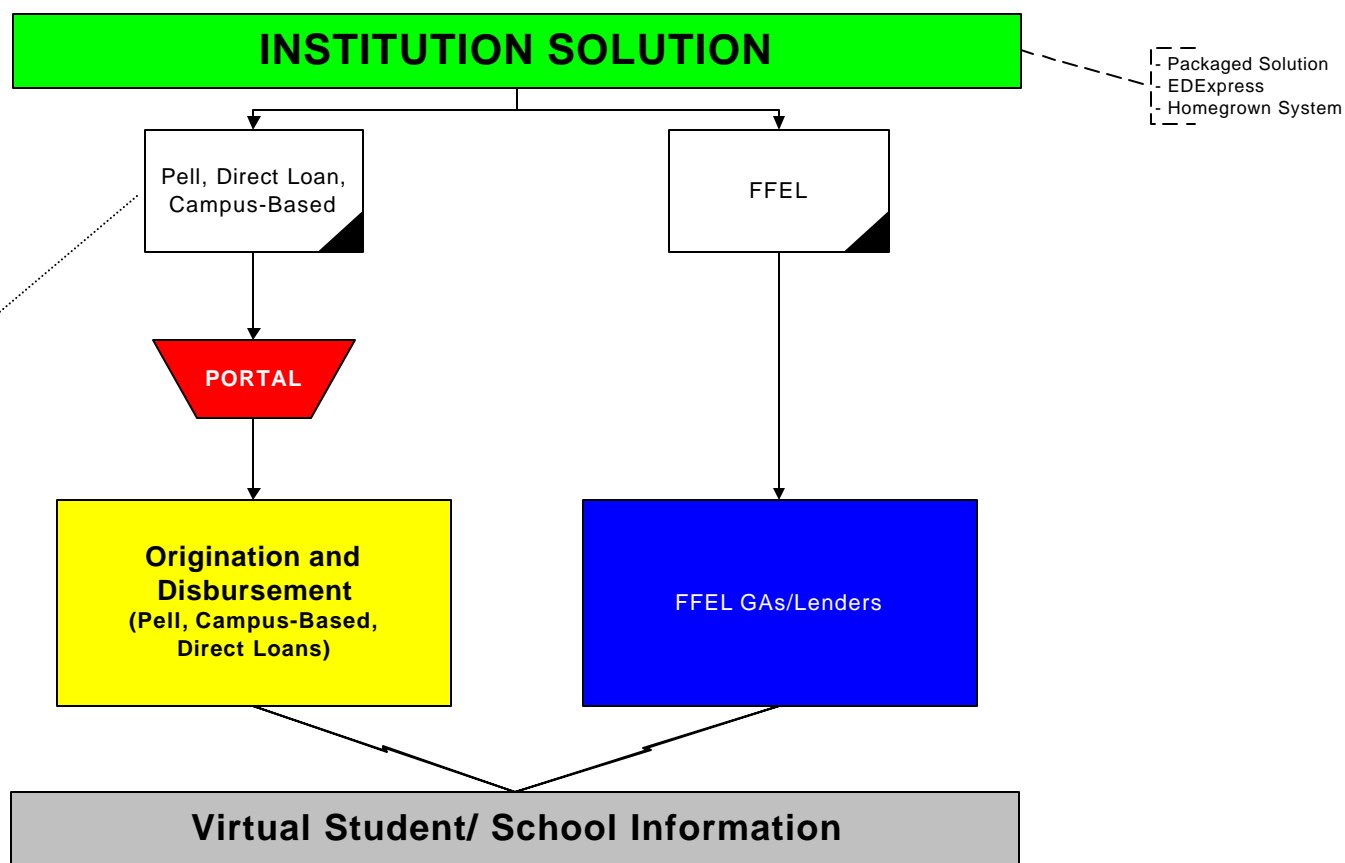 INSTITUTION SOLUTION
- Packaged Solution
- EDExpress
- Homegrown System
Pell, Direct Loan,
Campus-Based
FFEL
PORTAL
Origination and
Disbursement
(Pell, Campus-Based,
Direct Loans)
FFEL GAs/Lenders
Virtual Student/ School Information